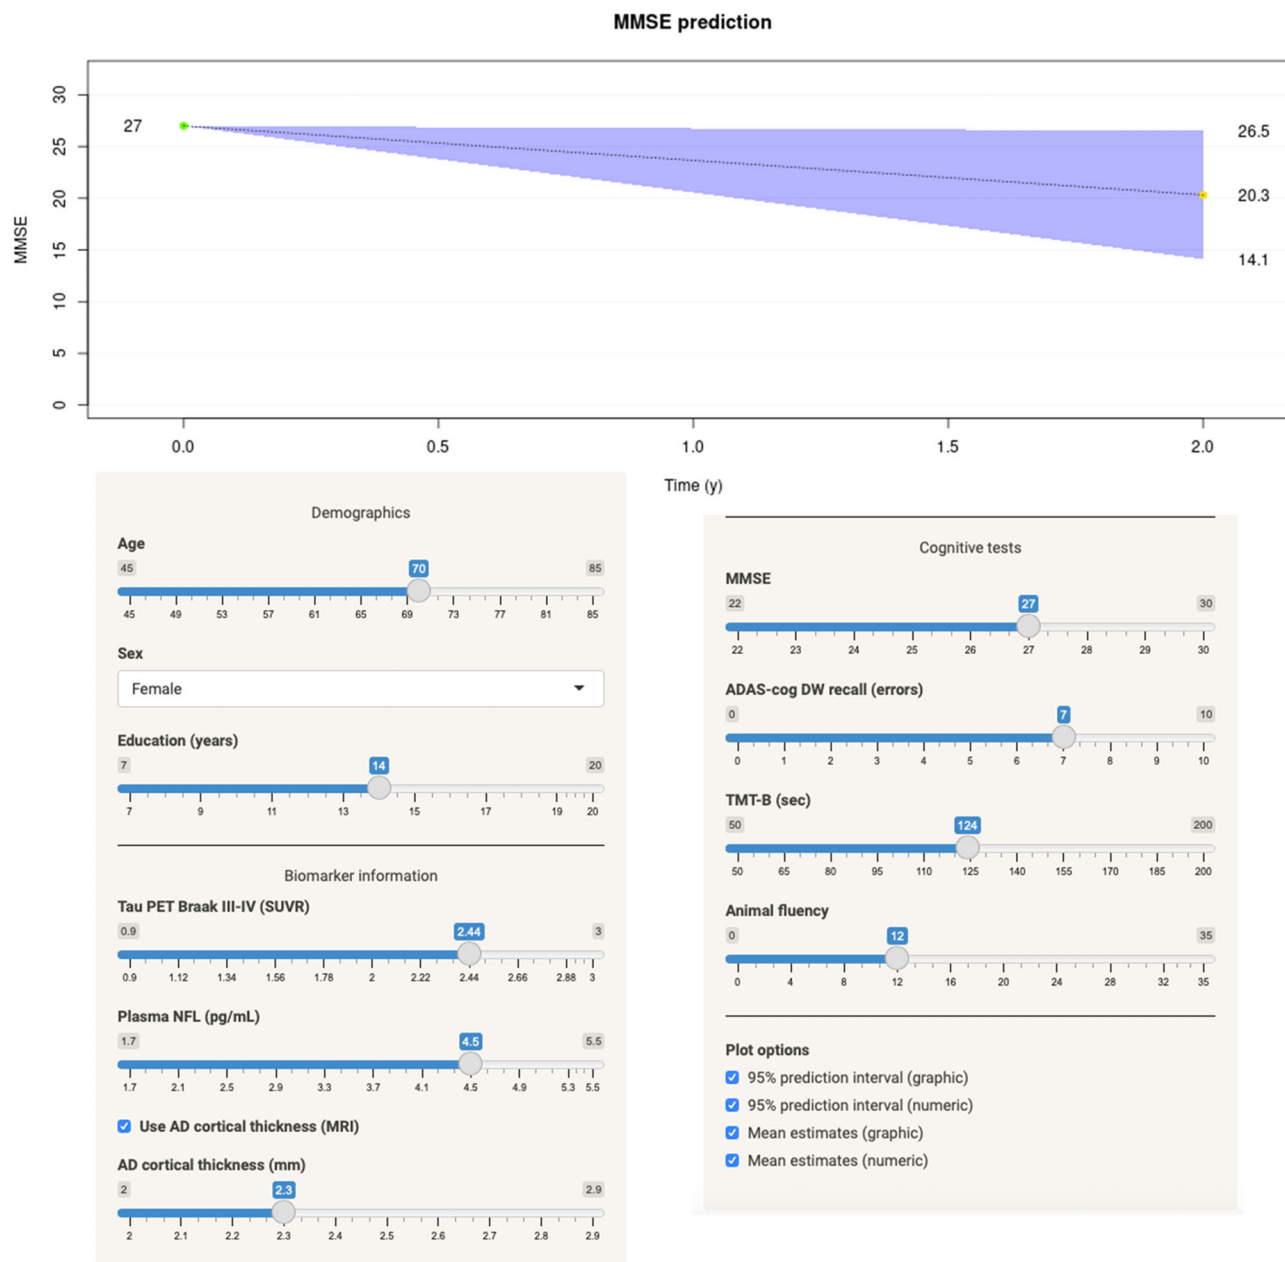 MMSE prediction
30
25
20
15
10
5
0
MMSE
27
26.5
20.3
14.1
0.0 0.5 1.0 1.5 2.0
Time (y)
Demographics
Age
45 70 85
45 49 53 57 61 65 69 73 77 81 85
Sex
Female
Education (years)
7 14 20
7 9 11 13 15 17 19 20
Biomarker information
Tau PET Braak III-IV (SUVR)
0.9 2.44 3
0.9 1.12 1.34 1.56 1.78 2 2.22 2.44 2.66 2.88 3
Plasma NFL (pg/mL)
1.7 4.5 5.5
1.7 2.1 2.5 2.9 3.3 3.7 4.1 4.5 4.9 5.3 5.5
Use AD cortical thickness (MRI)
AD cortical thickness (mm)
2 2.3 2.9
2 2.1 2.2 2.3 2.4 2.5 2.6 2.7 2.8 2.9
Cognitive tests
MMSE
22 27 30
22 23 24 25 26 27 28 29 30
ADAS-cog DW recall (errors)
0 7 10
0 1 2 3 4 5 6 7 8 9 10
TMT-B (sec)
50 124 200
50 65 80 95 110 125 140 155 170 185 200
Animal fluency
0 12 35
0 4 8 12 16 20 24 28 32 35
Plot options
95% prediction interval (graphic)
95% prediction interval (numeric)
Mean estimates (graphic)
Mean estimates (numeric)